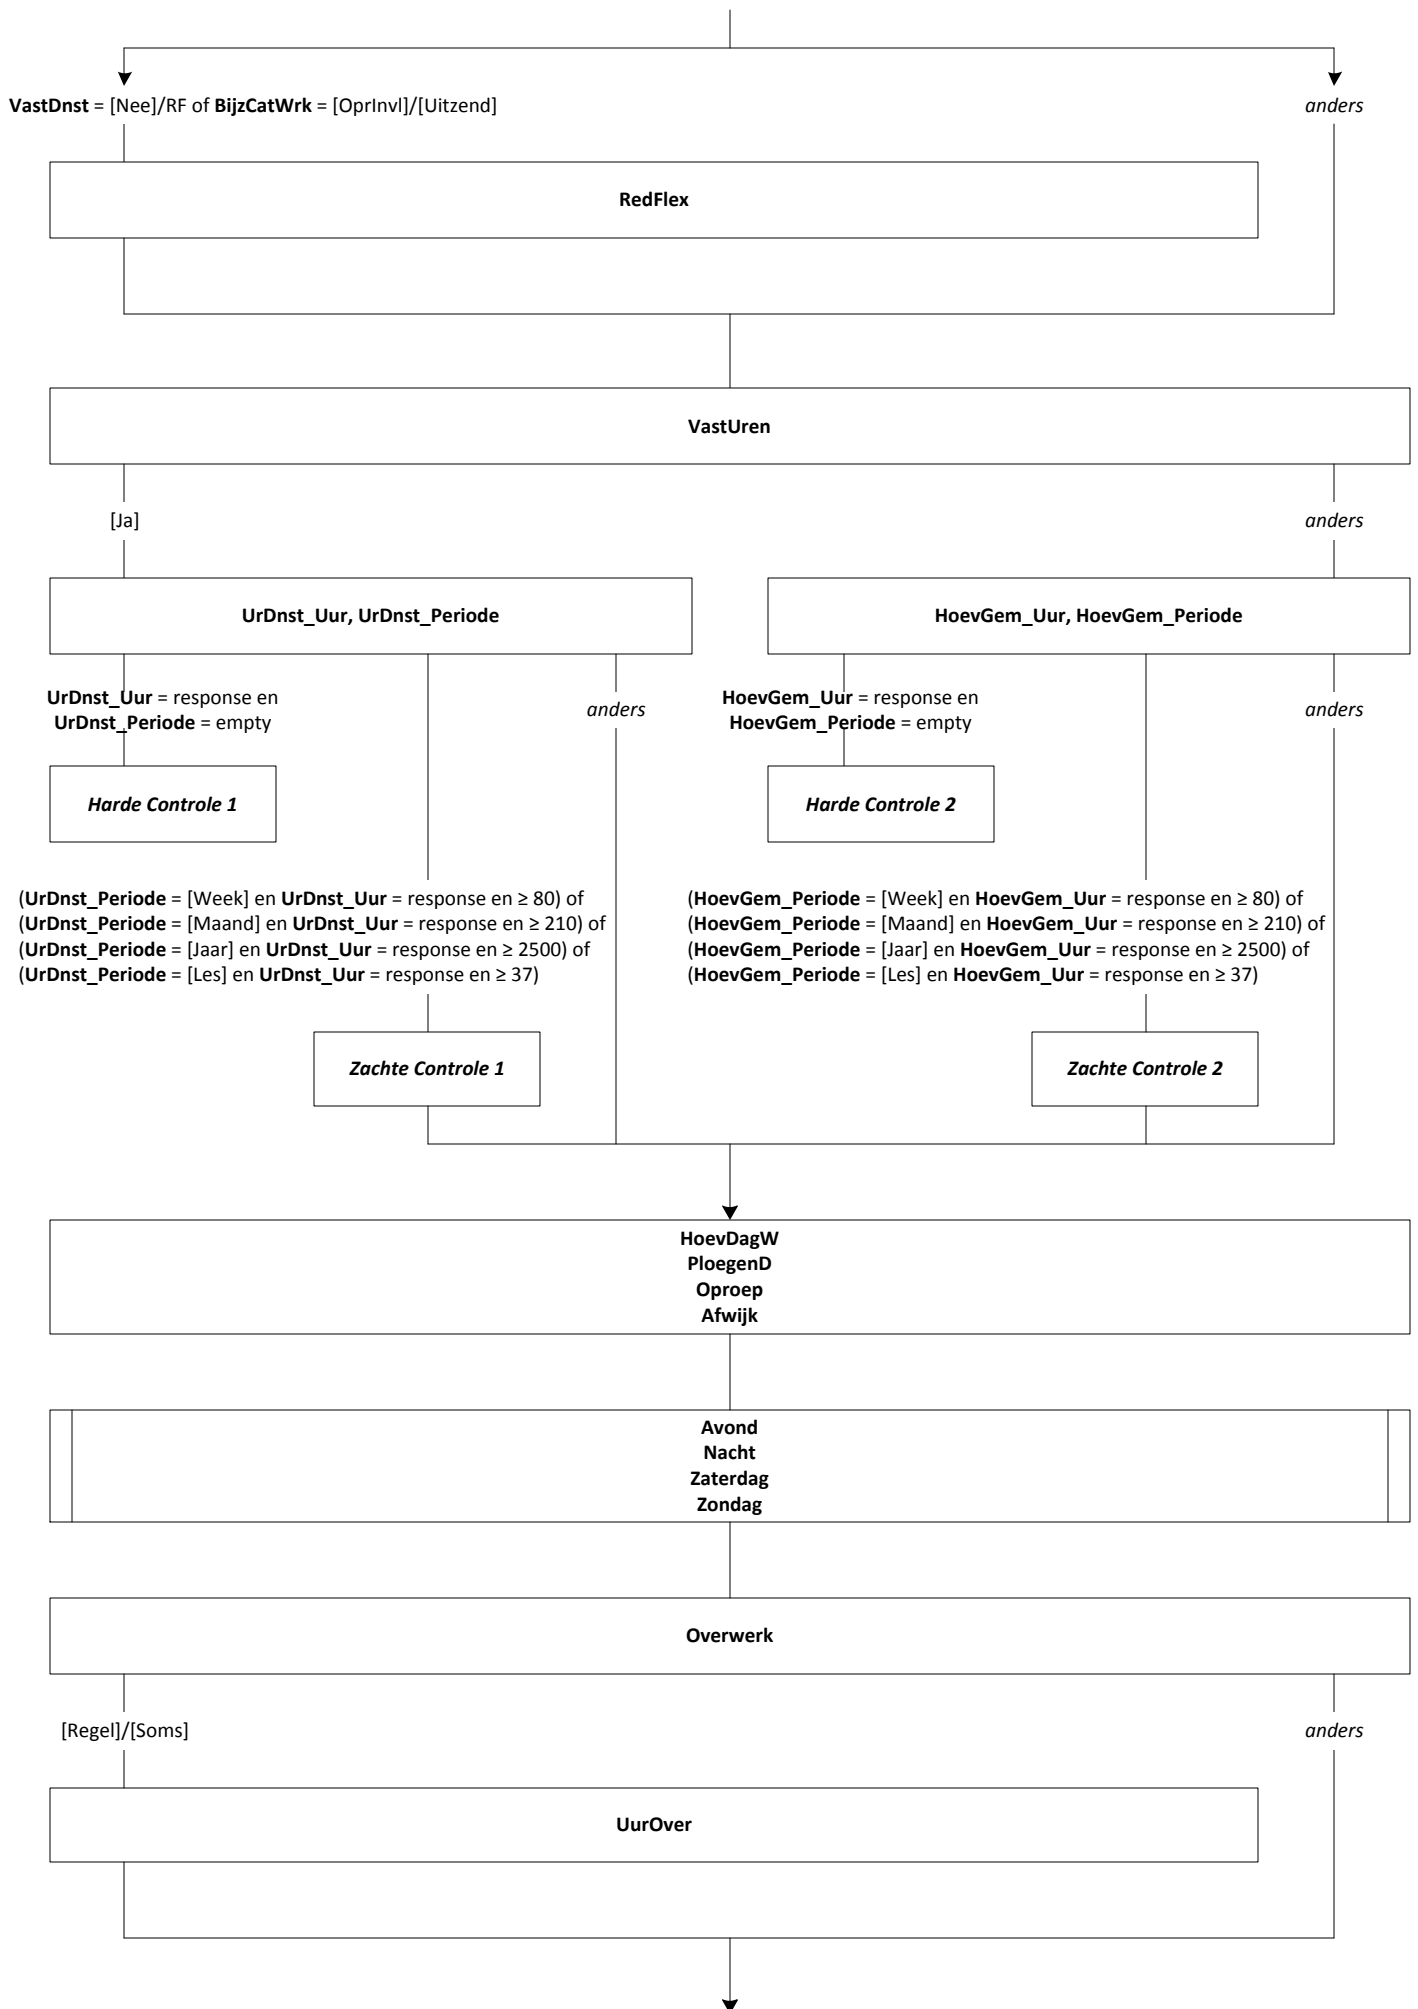 VastDnst = [Nee]/RF of BijzCatWrk = [OprInvl]/[Uitzend]
anders
RedFlex
VastUren
[Ja]
anders
UrDnst_Uur, UrDnst_Periode
HoevGem_Uur, HoevGem_Periode
UrDnst_Uur = response en
UrDnst_Periode = empty
anders
HoevGem_Uur = response en
HoevGem_Periode = empty
anders
Harde Controle 1
Harde Controle 2
(UrDnst_Periode = [Week] en UrDnst_Uur = response en ≥ 80) of
(UrDnst_Periode = [Maand] en UrDnst_Uur = response en ≥ 210) of
(UrDnst_Periode = [Jaar] en UrDnst_Uur = response en ≥ 2500) of
(UrDnst_Periode = [Les] en UrDnst_Uur = response en ≥ 37)
(HoevGem_Periode = [Week] en HoevGem_Uur = response en ≥ 80) of
(HoevGem_Periode = [Maand] en HoevGem_Uur = response en ≥ 210) of
(HoevGem_Periode = [Jaar] en HoevGem_Uur = response en ≥ 2500) of
(HoevGem_Periode = [Les] en HoevGem_Uur = response en ≥ 37)
Zachte Controle 1
Zachte Controle 2
HoevDagW
PloegenD
Oproep
Afwijk
Avond
Nacht
Zaterdag
Zondag
Overwerk
[Regel]/[Soms]
anders
UurOver